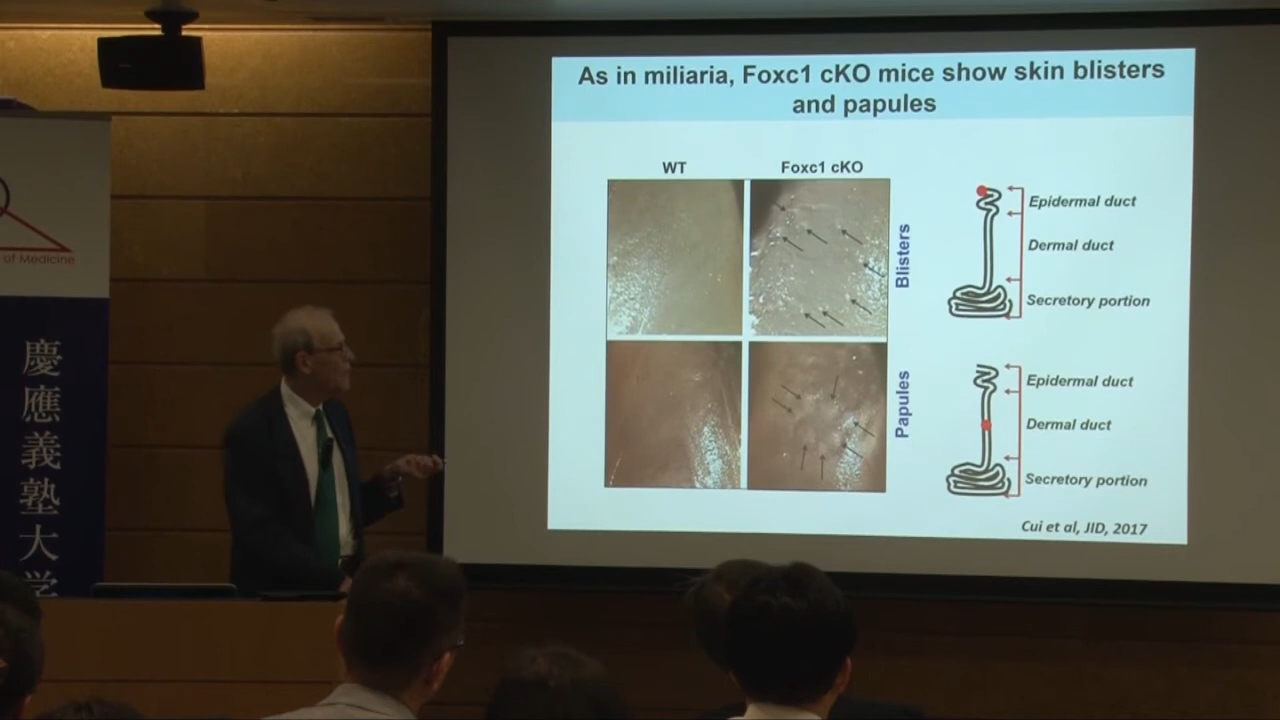 of Medicine
慶應義塾大学
As in miliaria, Foxc1 cKO mice show skin blisters
and papules
WT
Foxc1 cKO
Blisters
Epidermal duct
Dermal duct
Secretory portion
Papules
Epidermal duct
Dermal duct
Secretory portion
Cui et al, JID, 2017